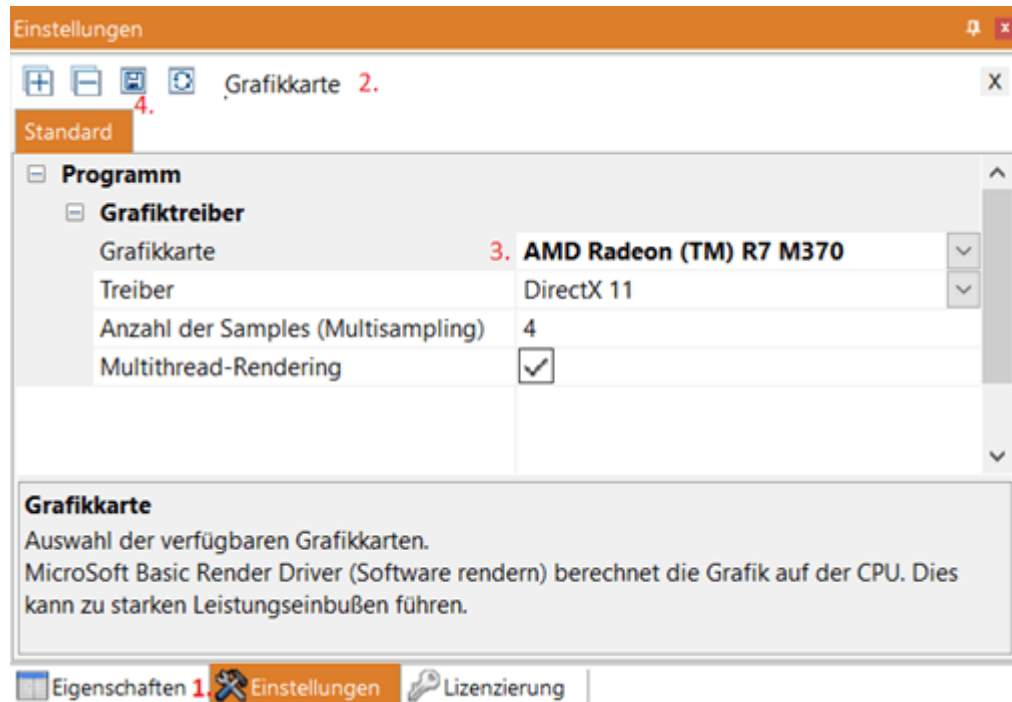 Einstellungen
Grafikkarte 2.
X
4.
Standard
Programm
Grafiktreiber
Grafikkarte 3. AMD Radeon (TM) R7 M370
Treiber DirectX 11
Anzahl der Samples (Multisampling) 4
Multithread-Rendering
Grafikkarte
Auswahl der verfügbaren Grafikkarten.
MicroSoft Basic Render Driver (Software rendern) berechnet die Grafik auf der CPU. Dies
kann zu starken Leistungseinbußen führen.
Eigenschaften 1. Einstellungen Lizenzierung